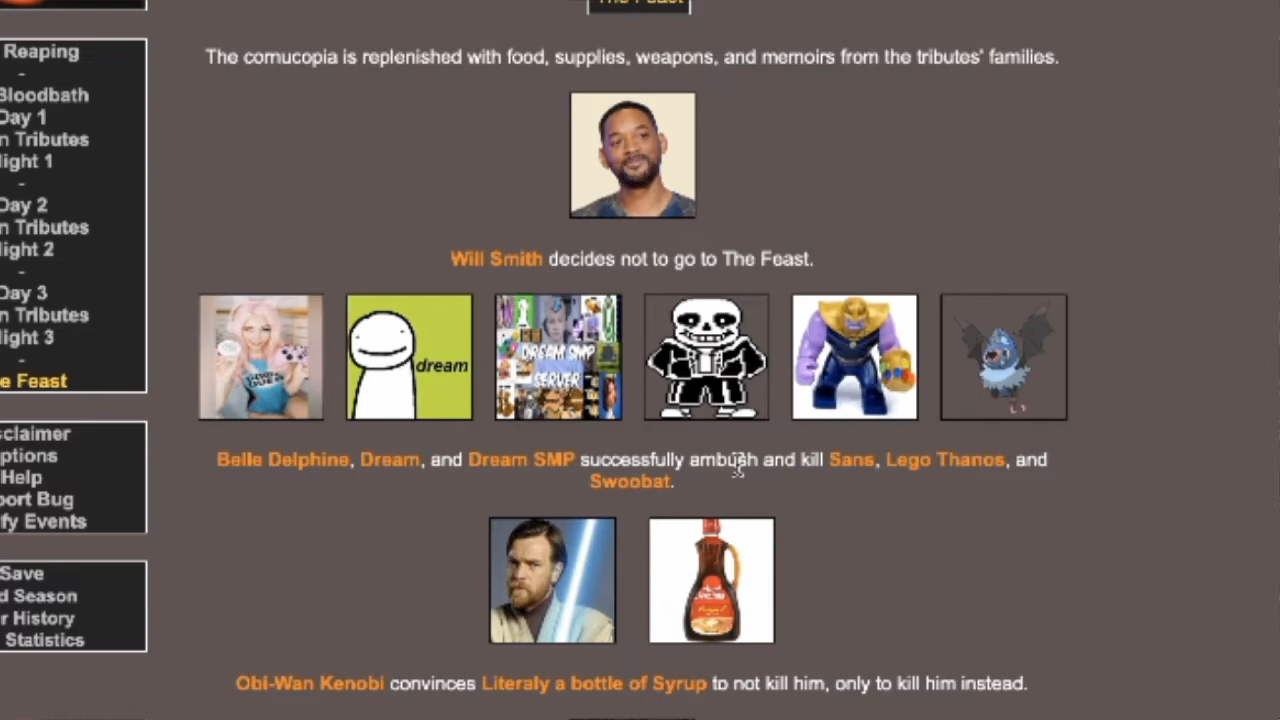 The Feast
Reaping
-
Bloodbath
Day 1
n Tributes
light 1
-
Day 2
n Tributes
light 2
-
Day 3
n Tributes
light 3
-
e Feast
sclaimer
ptions
Help
port Bug
fy Events
Save
d Season
r History
Statistics
The cornucopia is replenished with food, supplies, weapons, and memoirs from the tributes' families.
Will Smith decides not to go to The Feast.
dream
DREAM SMP
SERVER
Belle Delphine, Dream, and Dream SMP successfully ambush and kill Sans, Lego Thanos, and
Swoobat.
Obi-Wan Kenobi convinces Literaly a bottle of Syrup to not kill him, only to kill him instead.